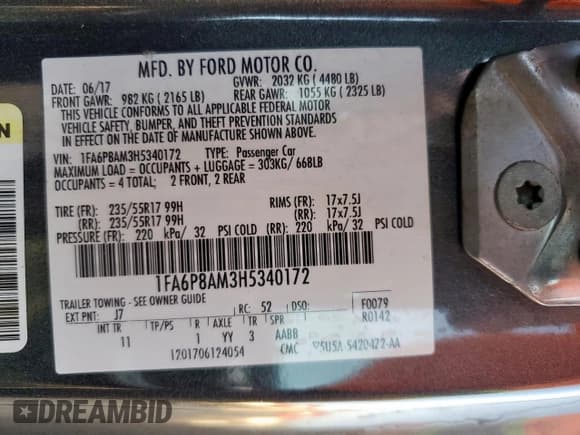 MFD. BY FORD MOTOR CO.
DATE: 06/17 GVWR: 2032 KG ( 4480 LB)
FRONT GAWR: 982 KG ( 2165 LB) REAR GAWR: 1055 KG ( 2325 LB)
THIS VEHICLE CONFORMS TO ALL APPLICABLE FEDERAL MOTOR
VEHICLE SAFETY, BUMPER, AND THEFT PREVENTION STANDARDS
IN EFFECT ON THE DATE OF MANUFACTURE SHOWN ABOVE.
VIN: 1FA6P8AM3H5340172 TYPE: Passenger Car
MAXIMUM LOAD = OCCUPANTS + LUGGAGE = 303KG/ 668LB
OCCUPANTS = 4 TOTAL; 2 FRONT, 2 REAR
TIRE (FR): 235/55R17 99H RIMS (FR): 17x7.5J
(RR): 235/55R17 99H (RR): 17x7.5J
PRESSURE (FR): 220 kPa/ 32 PSI COLD (RR): 220 kPa/ 32 PSI COLD
1FA6P8AM3H5340172
TRAILER TOWING - SEE OWNER GUIDE
EXT PNT: J7 RC: 52 DSO: F0079
R0142
INT TR TP/PS R AXLE TR SPR
11 1 YY 3 AABB
1201706124054 CMC 5420472-AA
N
DREAMBID